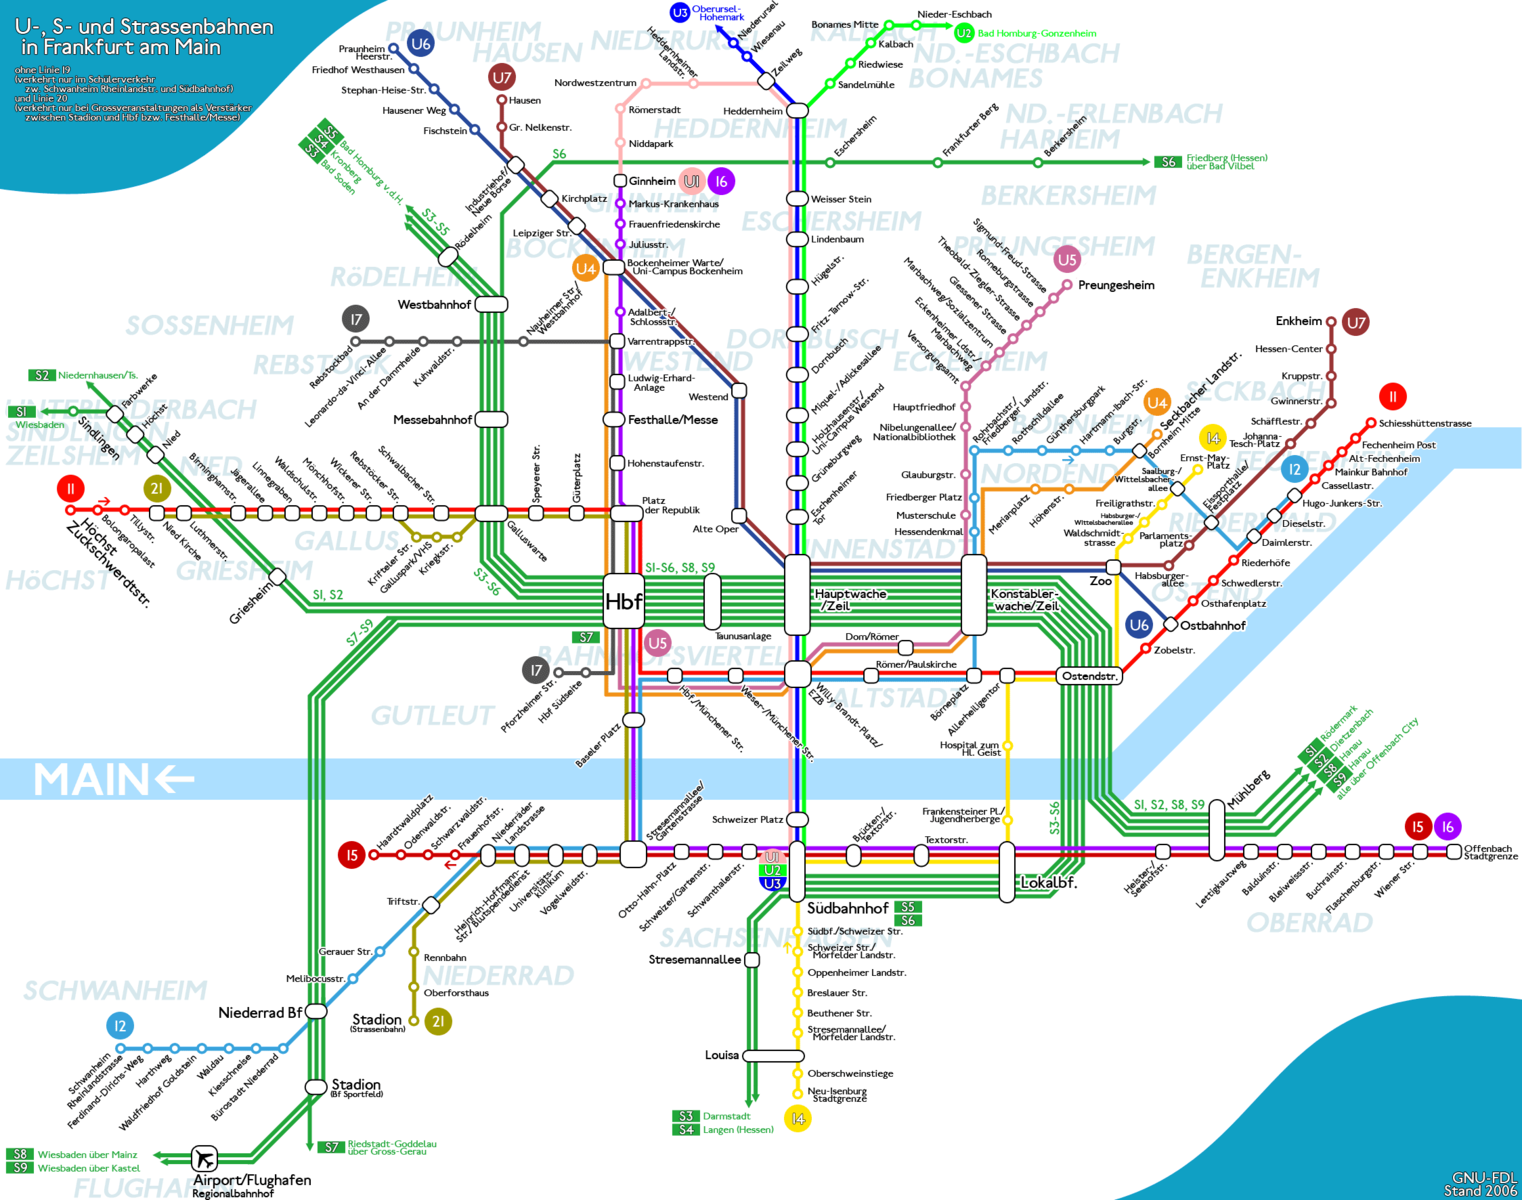 U-, S- und Strassenbahnen
in Frankfurt am Main
ohne Linie 19
(verkehrt nur im Schülerverkehr
zw. Schwanheim Rheinlandstr. und Südbahnhof)
und Linie 20
(verkehrt nur bei Grossveranstaltungen als Verstärker
zwischen Stadion und Hbf bzw. Festhalle/Messe)
PRAUNHEIM
HAUSEN
NIEDERURSEL
KALBACH
ND.-ESCHBACH
BONAMES
ND.-ERLENBACH
HARHEIM
HEDDERNHEIM
BERKERSHEIM
GINNHEIM
ESCHERSHEIM
PREUNGESHEIM
BERGEN-
ENKHEIM
BOCKENHEIM
RöDELHEIM
SOSSENHEIM
REBSTOCK
WESTEND
DORNBUSCH
ECKENHEIM
UNTERLIEDERBACH
SINDLINGEN
ZEILSHEIM
NIED
BORNHEIM
SECKBACH
FECHENHEIM
NORDEND
RIEDERWALD
GALLUS
INNENSTADT
HöCHST
GRIESHEIM
OSTEND
BAHNHOFSVIERTEL
ALTSTADT
GUTLEUT
SACHSENHAUSEN
OBERRAD
NIEDERRAD
SCHWANHEIM
FLUGHAFEN
MAIN←
U6
Praunheim
Heerstr.
Friedhof Westhausen
Stephan-Heise-Str.
Hausener Weg
Fischstein
U7
Hausen
Gr. Nelkenstr.
Industriehof/
Neue Börse
Kirchplatz
Leipziger Str.
U4
Bockenheimer Warte/
Uni-Campus Bockenheim
U3
Oberursel-
Hohemark
Niederursel
Wiesenau
Zeilweg
Heddernheimer
Landstr.
Nordwestzentrum
Römerstadt
Niddapark
Ginnheim
U1
16
Markus-Krankenhaus
Frauenfriedenskirche
Juliusstr.
Adalbert-/
Schlossstr.
Varrentrappstr.
Ludwig-Erhard-
Anlage
Festhalle/Messe
Hohenstaufenstr.
Platz
der Republik
Nieder-Eschbach
Bonames Mitte
U2
Bad Homburg-Gonzenheim
Kalbach
Riedwiese
Sandelmühle
Heddernheim
S6
Eschersheim
Frankfurter Berg
Berkersheim
S6
Friedberg (Hessen)
über Bad Vilbel
Weisser Stein
Lindenbaum
Hügelstr.
Fritz-Tarnow-Str.
Dornbusch
Miquel-/Adickesallee
Holzhausenstr./
Uni-Campus Westend
Grüneburgweg
Eschenheimer
Tor
Westend
Alte Oper
S5
S4
S3
Bad Homburg v.d.H.
Kronberg
Bad Soden
S3-S5
Rödelheim
Westbahnhof
17
Rebstockbad
Leonardo-da-Vinci-Allee
An der Dammheide
Kuhwaldstr.
Nauheimer Str./
Westbahnhof
Messebahnhof
S2
Niedernhausen/Ts.
S1
Wiesbaden
Sindlingen
Farbwerke
Höchst
Nied
Griesheim
S1, S2
11
Höchst
Zuckschwerdtstr.
Bolongaropalast
Tillystr.
21
Nied Kirche
Luthmerstr.
Birminghamstr.
Jägerallee
Linnegraben
Waldschulstr.
Mönchhofstr.
Wickerer Str.
Rebstöcker Str.
Schwalbacher Str.
Krifteler Str.
Galluspark/VHS
Kriegkstr.
Galluswarte
Speyerer Str.
Güterplatz
S3-S6
S7-S9
Hbf
S1-S6, S8, S9
Taunusanlage
Hauptwache
/Zeil
Konstabler-
wache/Zeil
S7
U5
17
Pforzheimer Str.
Hbf Südseite
Hbf/Münchener Str.
Weser-/Münchener Str.
Willy-Brandt-Platz/
EZB
Dom/Römer
Römer/Paulskirche
Börneplatz
Allerheiligentor
Ostendstr.
Baseler Platz
U5
Preungesheim
Sigmund-Freud-Strasse
Ronneburgstrasse
Theobald-Ziegler-Strasse
Giessener Strasse
Marbachweg/Sozialzentrum
Eckenheimer Ldstr./
Marbachweg
Versorgungsamt
Hauptfriedhof
Nibelungenallee/
Nationalbibliothek
Glauburgstr.
Friedberger Platz
Musterschule
Hessendenkmal
Rohrbachstr./
Friedberger Landstr.
Rothschildallee
Günthersburgpark
Hartmann-Ibach-Str.
Burgstr.
U4
Seckbacher Landstr.
Bornheim Mitte
Merianplatz
Höhenstr.
Saalburg-/
Wittelsbacher-
allee
14
Ernst-May-
Platz
Freiligrathstr.
Habsburger-/
Wittelsbacherallee
Waldschmidt-
strasse
Zoo
Parlaments-
platz
Habsburger-
allee
Eissporthalle/
Festplatz
Johanna-
Tesch-Platz
Schäfflestr.
Gwinnerstr.
Kruppstr.
Hessen-Center
Enkheim
U7
11
Schiesshüttenstrasse
Fechenheim Post
Alt-Fechenheim
Mainkur Bahnhof
Cassellastr.
12
Hugo-Junkers-Str.
Dieselstr.
Daimlerstr.
Riederhöfe
Schwedlerstr.
Osthafenplatz
Ostbahnhof
U6
Zobelstr.
Hospital zum
Hl. Geist
Frankensteiner Pl./
Jugendherberge
S3-S6
S1, S2, S8, S9
Mühlberg
S1
S2
S8
S9
Rödermark
Dietzenbach
Hanau
Hanau
alle über Offenbach City
15
16
Offenbach
Stadtgrenze
Heister-/
Seehofstr.
Lettigkautweg
Balduinstr.
Bleiweissstr.
Buchrainstr.
Flaschenburgstr.
Wiener Str.
15
Haardtwaldplatz
Odenwaldstr.
Schwarzwaldstr.
Frauenhofstr.
Niederräder
Landstrasse
Heinrich-Hoffmann-
Str./ Blutspendedienst
Universitäts-
klinikum
Vogelweidstr.
Stresemannallee/
Gartenstrasse
Otto-Hahn-Platz
Schweizer/Gartenstr.
Schwanthalerstr.
Schweizer Platz
U1
U2
U3
Brücken-/
Textorstr.
Textorstr.
Lokalbf.
Südbahnhof
S5
S6
Südbf./Schweizer Str.
Schweizer Str./
Mörfelder Landstr.
Oppenheimer Landstr.
Breslauer Str.
Beuthener Str.
Stresemannallee/
Mörfelder Landstr.
Stresemannallee
Louisa
Oberschweinstiege
Neu-Isenburg
Stadtgrenze
14
S3
Darmstadt
S4
Langen (Hessen)
Triftstr.
Gerauer Str.
Melibocusstr.
Rennbahn
Oberforsthaus
Stadion
(Strassenbahn)
21
Niederrad Bf
12
Schwanheim
Rheinlandstrasse
Ferdinand-Dirichs-Weg
Harthweg
Waldfriedhof Goldstein
Waldau
Kiesschneise
Bürostadt Niederrad
Stadion
(Bf Sportfeld)
S7
Riedstadt-Goddelau
über Gross-Gerau
S8
Wiesbaden über Mainz
S9
Wiesbaden über Kastel
Airport/Flughafen
Regionalbahnhof
GNU-FDL
Stand 2006